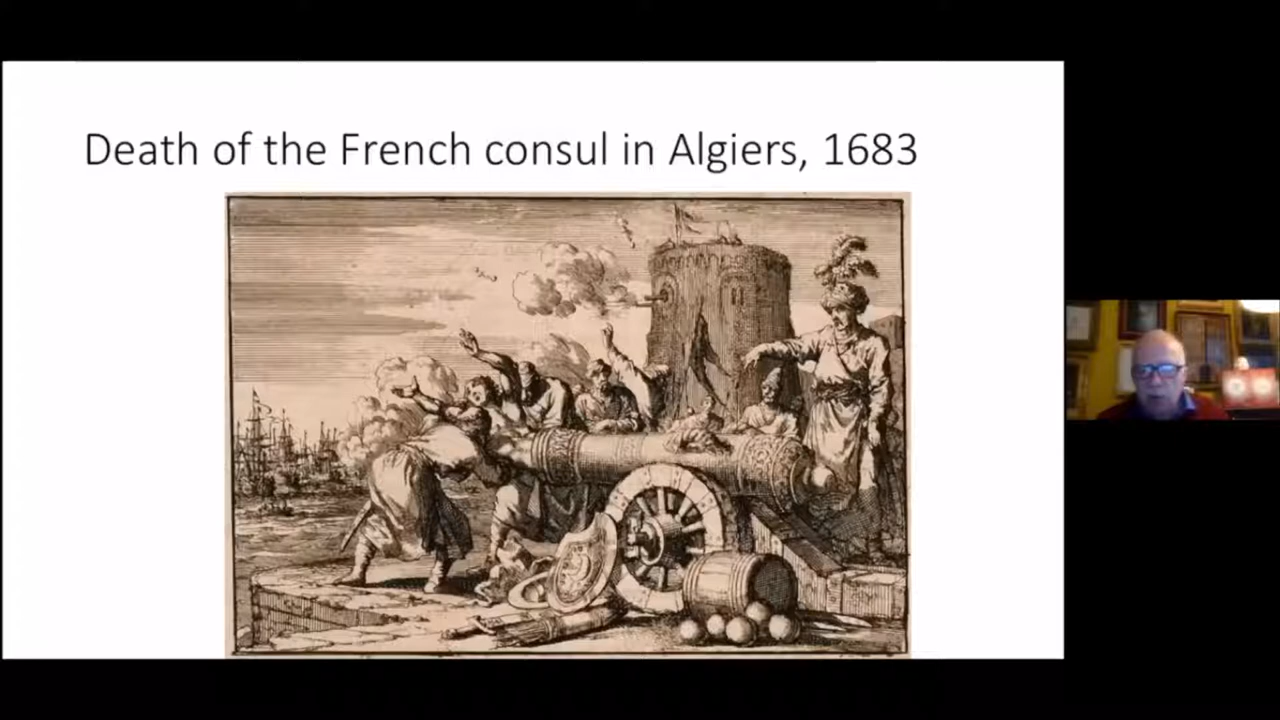 Death of the French consul in Algiers, 1683